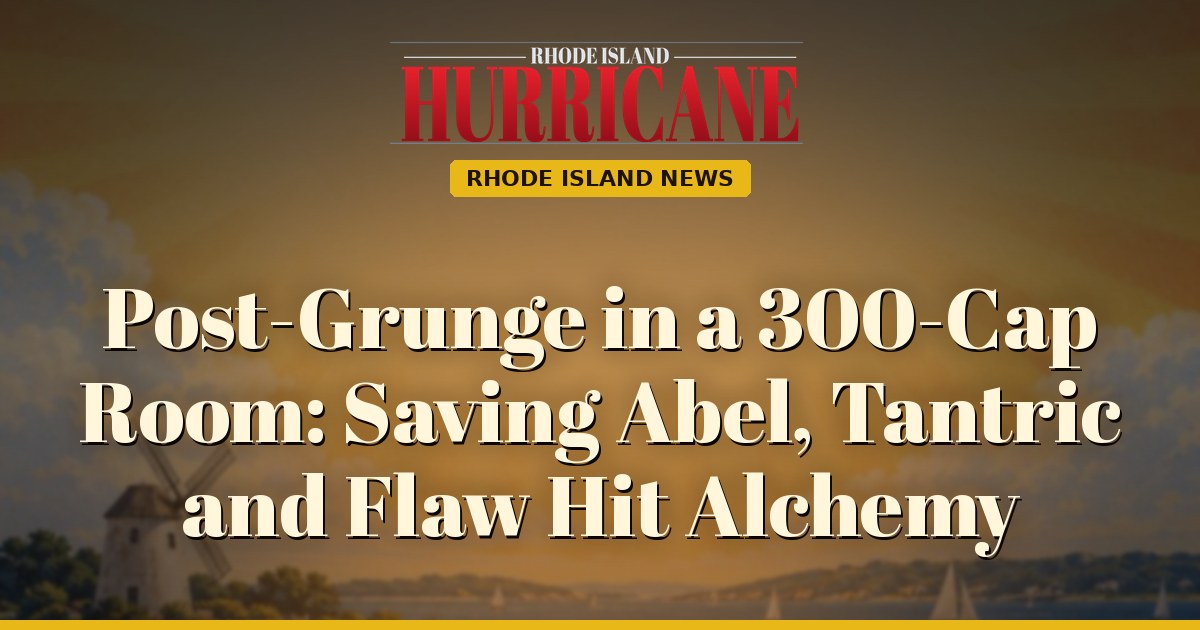 RHODE ISLAND
HURRICANE
RHODE ISLAND NEWS
Post-Grunge in a 300-Cap
Room: Saving Abel, Tantric
and Flaw Hit Alchemy